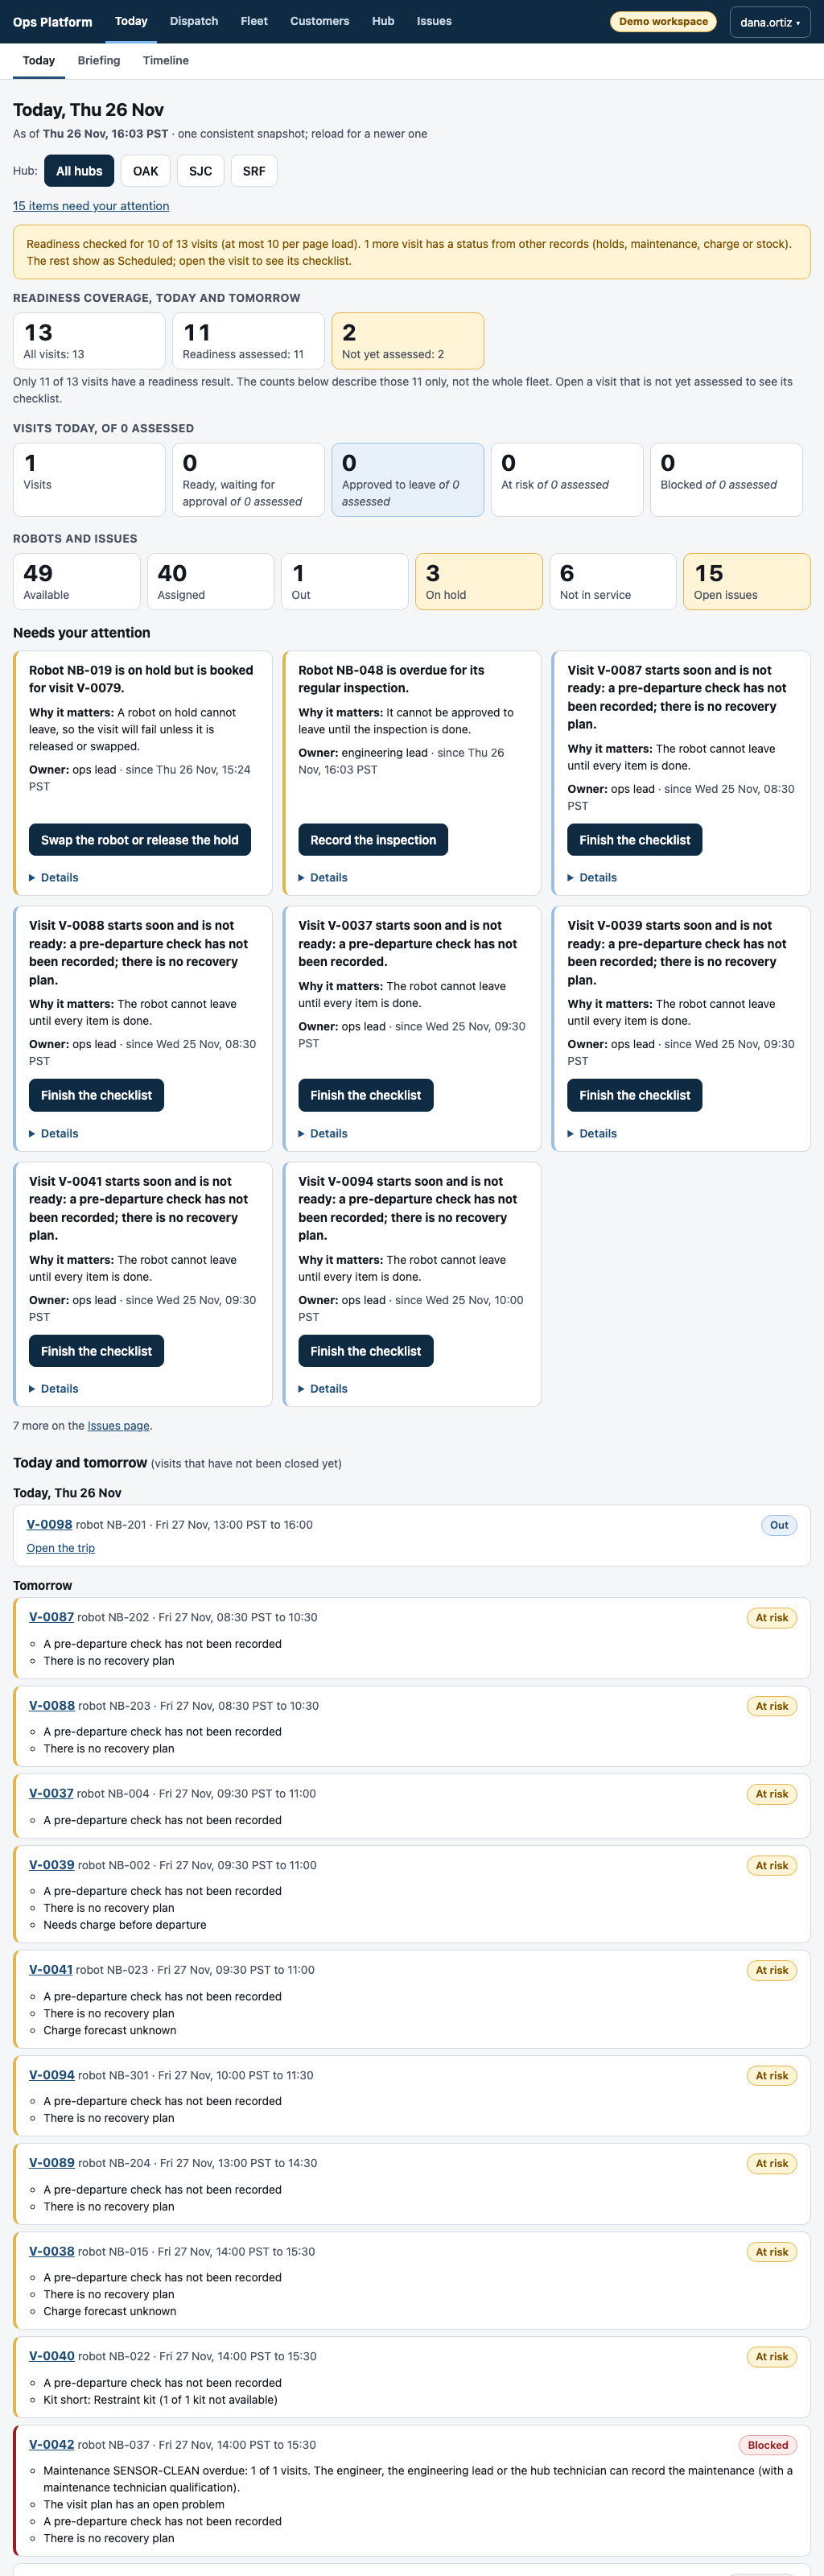 Ops Platform Today Dispatch Fleet Customers Hub Issues Demo workspace dana.ortiz ▾
Today Briefing Timeline
Today, Thu 26 Nov
As of Thu 26 Nov, 16:03 PST · one consistent snapshot; reload for a newer one
Hub: All hubs OAK SJC SRF
15 items need your attention
Readiness checked for 10 of 13 visits (at most 10 per page load). 1 more visit has a status from other records (holds, maintenance, charge or stock).
The rest show as Scheduled; open the visit to see its checklist.
READINESS COVERAGE, TODAY AND TOMORROW
13
All visits: 13
11
Readiness assessed: 11
2
Not yet assessed: 2
Only 11 of 13 visits have a readiness result. The counts below describe those 11 only, not the whole fleet. Open a visit that is not yet assessed to see its
checklist.
VISITS TODAY, OF 0 ASSESSED
1
Visits
0
Ready, waiting for
approval of 0 assessed
0
Approved to leave of 0
assessed
0
At risk of 0 assessed
0
Blocked of 0 assessed
ROBOTS AND ISSUES
49
Available
40
Assigned
1
Out
3
On hold
6
Not in service
15
Open issues
Needs your attention
Robot NB-019 is on hold but is booked
for visit V-0079.
Why it matters: A robot on hold cannot
leave, so the visit will fail unless it is
released or swapped.
Owner: ops lead · since Thu 26 Nov, 15:24
PST
Swap the robot or release the hold
▶ Details
Robot NB-048 is overdue for its
regular inspection.
Why it matters: It cannot be approved to
leave until the inspection is done.
Owner: engineering lead · since Thu 26
Nov, 16:03 PST
Record the inspection
▶ Details
Visit V-0087 starts soon and is not
ready: a pre-departure check has not
been recorded; there is no recovery
plan.
Why it matters: The robot cannot leave
until every item is done.
Owner: ops lead · since Wed 25 Nov, 08:30
PST
Finish the checklist
▶ Details
Visit V-0088 starts soon and is not
ready: a pre-departure check has not
been recorded; there is no recovery
plan.
Why it matters: The robot cannot leave
until every item is done.
Owner: ops lead · since Wed 25 Nov, 08:30
PST
Finish the checklist
▶ Details
Visit V-0037 starts soon and is not
ready: a pre-departure check has not
been recorded.
Why it matters: The robot cannot leave
until every item is done.
Owner: ops lead · since Wed 25 Nov, 09:30
PST
Finish the checklist
▶ Details
Visit V-0039 starts soon and is not
ready: a pre-departure check has not
been recorded; there is no recovery
plan.
Why it matters: The robot cannot leave
until every item is done.
Owner: ops lead · since Wed 25 Nov, 09:30
PST
Finish the checklist
▶ Details
Visit V-0041 starts soon and is not
ready: a pre-departure check has not
been recorded; there is no recovery
plan.
Why it matters: The robot cannot leave
until every item is done.
Owner: ops lead · since Wed 25 Nov, 09:30
PST
Finish the checklist
▶ Details
Visit V-0094 starts soon and is not
ready: a pre-departure check has not
been recorded; there is no recovery
plan.
Why it matters: The robot cannot leave
until every item is done.
Owner: ops lead · since Wed 25 Nov, 10:00
PST
Finish the checklist
▶ Details
7 more on the Issues page.
Today and tomorrow (visits that have not been closed yet)
Today, Thu 26 Nov
V-0098 robot NB-201 · Fri 27 Nov, 13:00 PST to 16:00 Out
Open the trip
Tomorrow
V-0087 robot NB-202 · Fri 27 Nov, 08:30 PST to 10:30 At risk
A pre-departure check has not been recorded
There is no recovery plan
V-0088 robot NB-203 · Fri 27 Nov, 08:30 PST to 10:30 At risk
A pre-departure check has not been recorded
There is no recovery plan
V-0037 robot NB-004 · Fri 27 Nov, 09:30 PST to 11:00 At risk
A pre-departure check has not been recorded
V-0039 robot NB-002 · Fri 27 Nov, 09:30 PST to 11:00 At risk
A pre-departure check has not been recorded
There is no recovery plan
Needs charge before departure
V-0041 robot NB-023 · Fri 27 Nov, 09:30 PST to 11:00 At risk
A pre-departure check has not been recorded
There is no recovery plan
Charge forecast unknown
V-0094 robot NB-301 · Fri 27 Nov, 10:00 PST to 11:30 At risk
A pre-departure check has not been recorded
There is no recovery plan
V-0089 robot NB-204 · Fri 27 Nov, 13:00 PST to 14:30 At risk
A pre-departure check has not been recorded
There is no recovery plan
V-0038 robot NB-015 · Fri 27 Nov, 14:00 PST to 15:30 At risk
A pre-departure check has not been recorded
There is no recovery plan
Charge forecast unknown
V-0040 robot NB-022 · Fri 27 Nov, 14:00 PST to 15:30 At risk
A pre-departure check has not been recorded
Kit short: Restraint kit (1 of 1 kit not available)
V-0042 robot NB-037 · Fri 27 Nov, 14:00 PST to 15:30 Blocked
Maintenance SENSOR-CLEAN overdue: 1 of 1 visits. The engineer, the engineering lead or the hub technician can record the maintenance (with a
maintenance technician qualification).
The visit plan has an open problem
A pre-departure check has not been recorded
There is no recovery plan